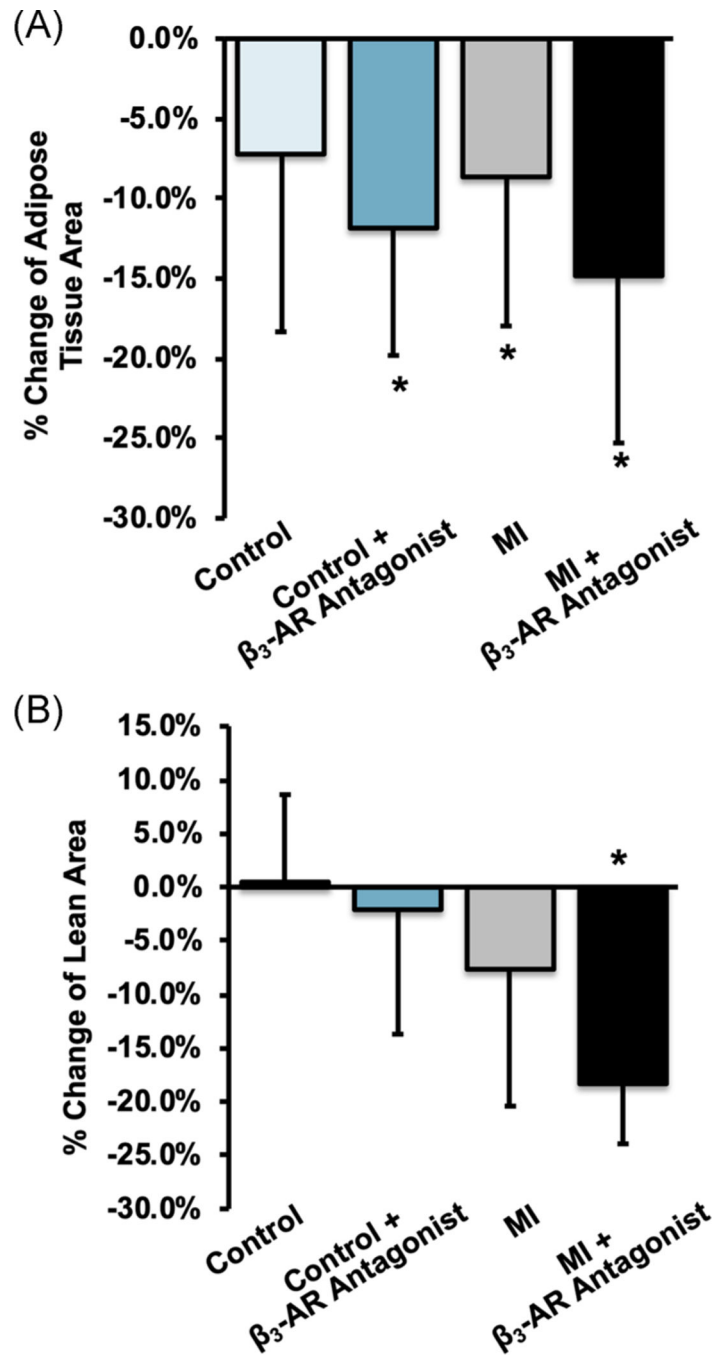 (A)
0.0%
-5.0%
-10.0%
-15.0%
-20.0%
-25.0%
-30.0%
% Change of Adipose
Tissue Area
*
*
*
Control
Control +
β₃-AR Antagonist
MI
MI +
β₃-AR Antagonist
(B)
15.0%
10.0%
5.0%
0.0%
-5.0%
-10.0%
-15.0%
-20.0%
-25.0%
-30.0%
% Change of Lean Area
*
Control
Control +
β₃-AR Antagonist
MI
MI +
β₃-AR Antagonist